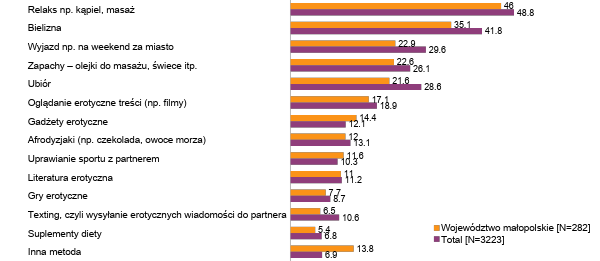 Relaks np. kąpiel, masaż 46 48.8
Bielizna 35.1 41.8
Wyjazd np. na weekend za miasto 22.9 29.6
Zapachy – olejki do masażu, świece itp. 22.6 26.1
Ubiór 21.6 28.6
Oglądanie erotyczne treści (np. filmy) 17.1 18.9
Gadżety erotyczne 14.4 12.1
Afrodyzjaki (np. czekolada, owoce morza) 12 13.1
Uprawianie sportu z partnerem 11.6 10.3
Literatura erotyczna 11 11.2
Gry erotyczne 7.7 8.7
Texting, czyli wysyłanie erotycznych wiadomości do partnera 6.5 10.6
Suplementy diety 5.4 6.8
Inna metoda 13.8 6.9
Województwo małopolskie [N=282]
Total [N=3223]